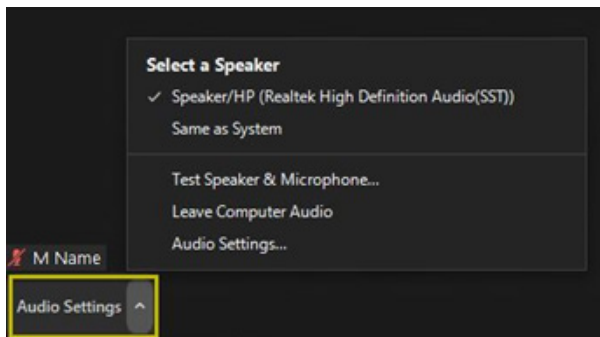 Select a Speaker
Speaker/HP (Realtek High Definition Audio(SST))
Same as System
Test Speaker & Microphone...
Leave Computer Audio
Audio Settings...
M Name
Audio Settings